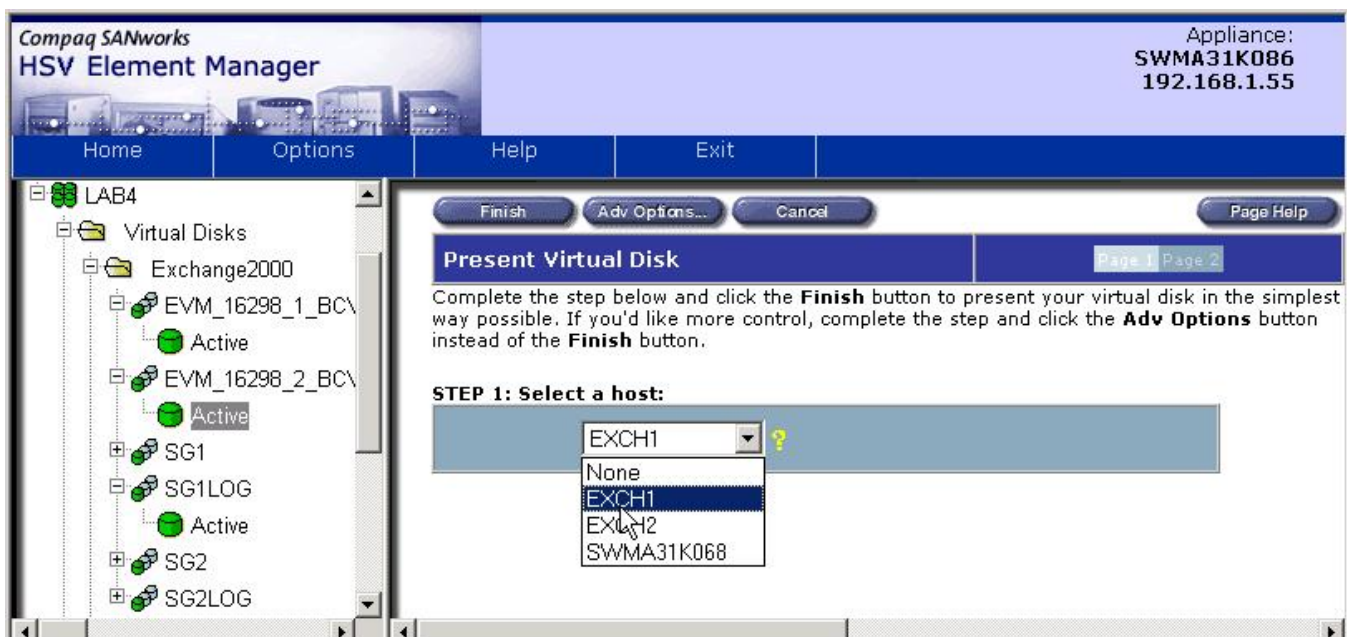 Compaq SANworks
HSV Element Manager
Appliance:
SWMA31K086
192.168.1.55
Home Options Help Exit
LAB4
Virtual Disks
Exchange2000
EVM_16298_1_BCV
Active
EVM_16298_2_BCV
Active
SG1
SG1LOG
Active
SG2
SG2LOG
Finish Adv Options... Cancel Page Help
Present Virtual Disk Page 1 Page 2
Complete the step below and click the Finish button to present your virtual disk in the simplest
way possible. If you'd like more control, complete the step and click the Adv Options button
instead of the Finish button.
STEP 1: Select a host:
EXCH1 ?
None
EXCH1
EXCH2
SWMA31K068